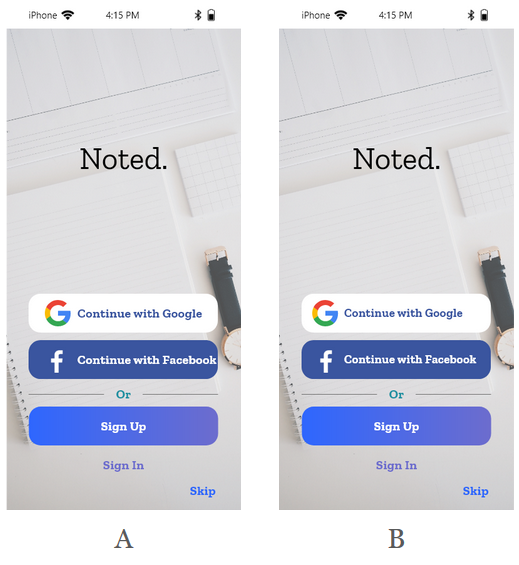 iPhone 4:15 PM
Noted.
Continue with Google
Continue with Facebook
Or
Sign Up
Sign In
Skip
A
iPhone 4:15 PM
Noted.
Continue with Google
Continue with Facebook
Or
Sign Up
Sign In
Skip
B